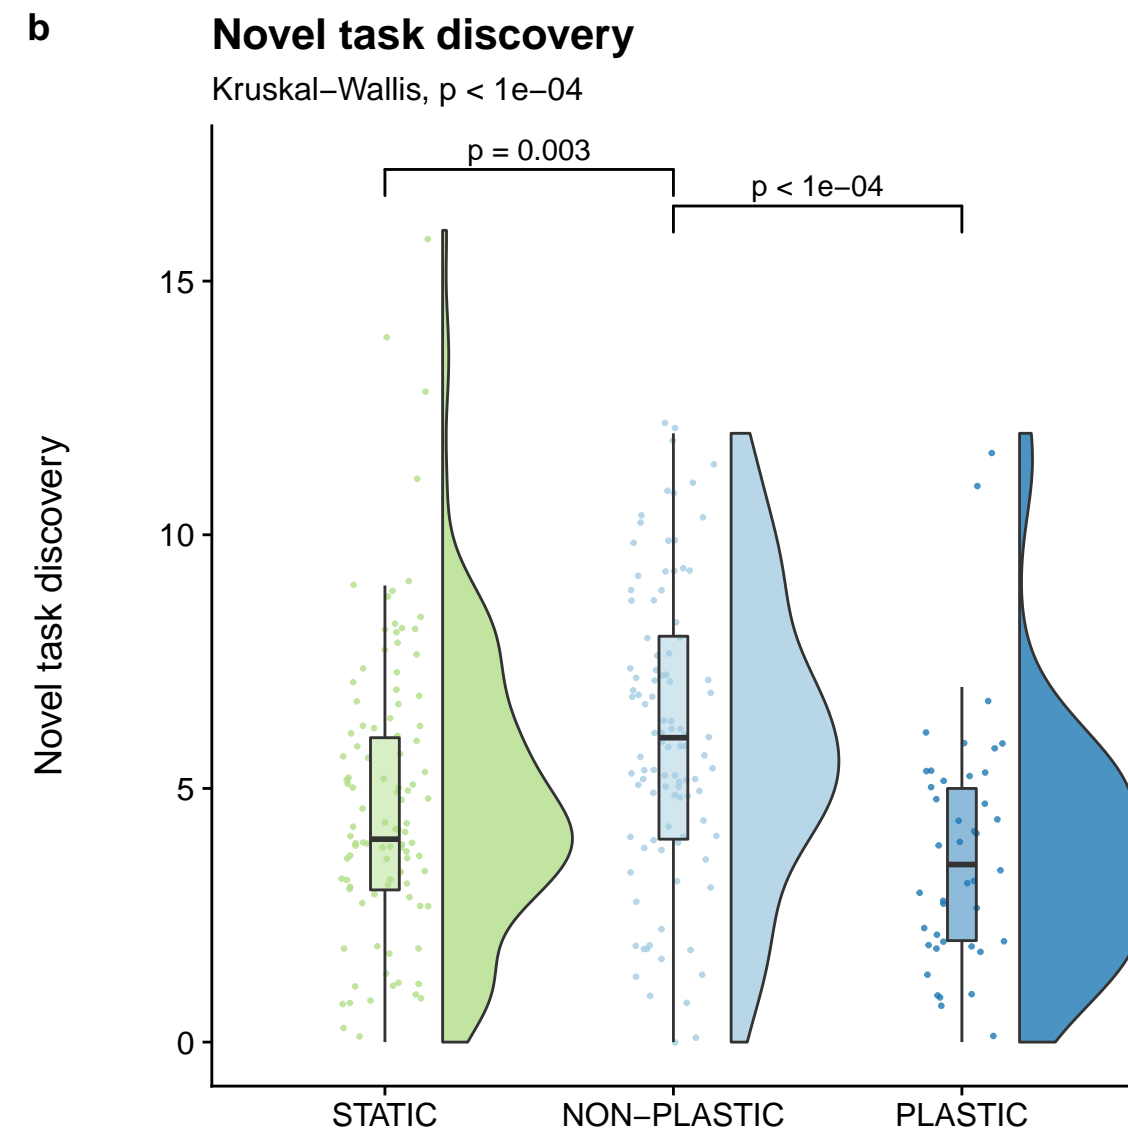 b
Novel task discovery
Kruskal−Wallis, p < 1e−04
p = 0.003
p < 1e−04
15
10
5
0
Novel task discovery
STATIC
NON−PLASTIC
PLASTIC